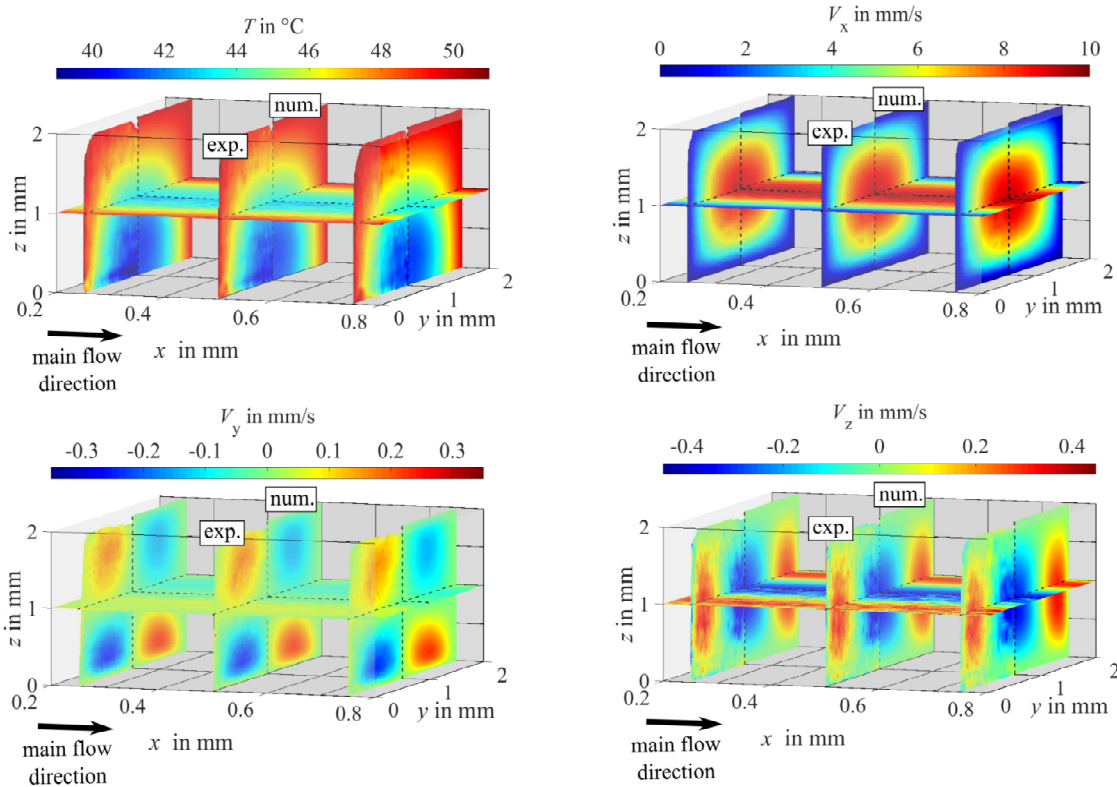 T in °C
40 42 44 46 48 50
num.
exp.
2
1
0
z in mm
0.2
0.4
0.6
0.8
0
1
2
y in mm
x in mm
main flow
direction
V_x in mm/s
0 2 4 6 8 10
num.
exp.
2
1
0
z in mm
0.2
0.4
0.6
0.8
0
1
2
y in mm
x in mm
main flow
direction
V_y in mm/s
-0.3 -0.2 -0.1 0 0.1 0.2 0.3
num.
exp.
2
1
0
z in mm
0.2
0.4
0.6
0.8
0
1
2
y in mm
x in mm
main flow
direction
V_z in mm/s
-0.4 -0.2 0 0.2 0.4
num.
exp.
2
1
0
z in mm
0.2
0.4
0.6
0.8
0
1
2
y in mm
x in mm
main flow
direction